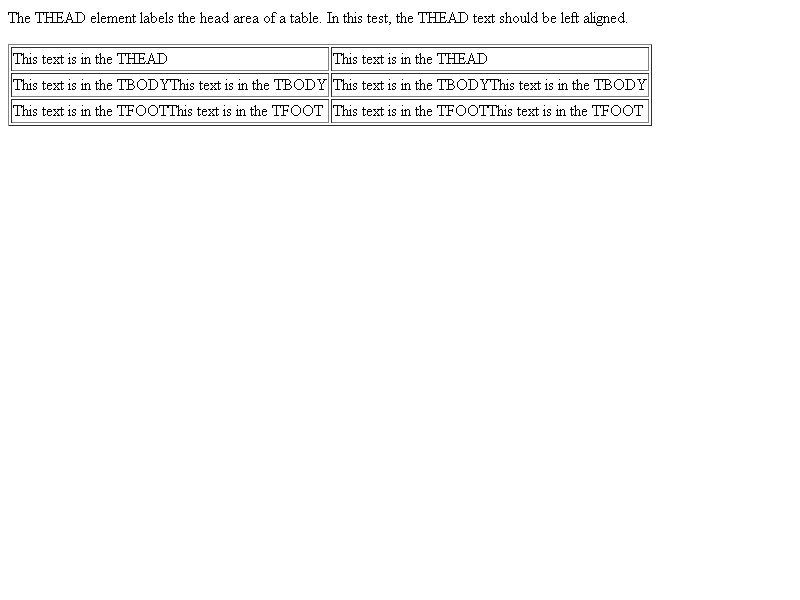 The THEAD element labels the head area of a table. In this test, the THEAD text should be left aligned.
This text is in the THEAD This text is in the THEAD
This text is in the TBODYThis text is in the TBODY This text is in the TBODYThis text is in the TBODY
This text is in the TFOOTThis text is in the TFOOT This text is in the TFOOTThis text is in the TFOOT